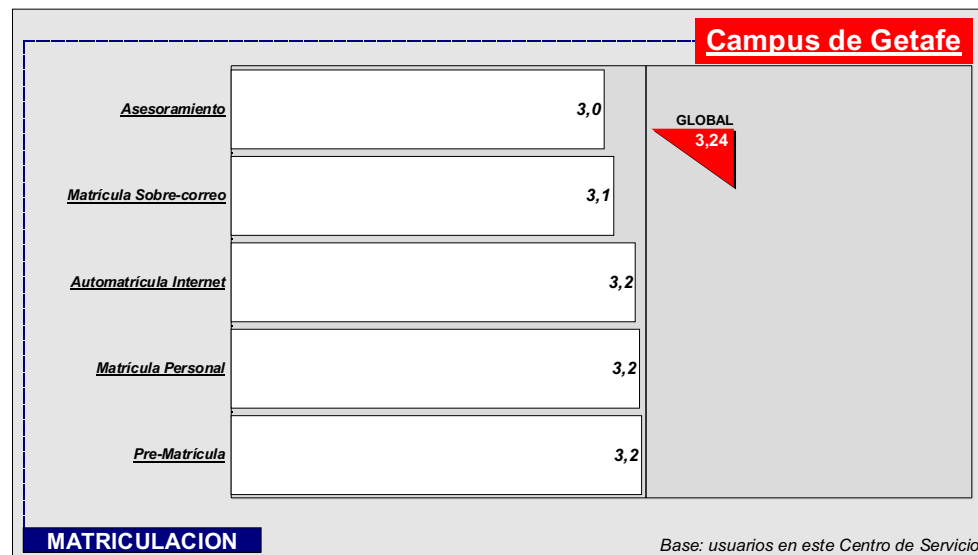 Campus de Getafe
Asesoramiento
3,0
GLOBAL
3,24
Matrícula Sobre-correo
3,1
Automatrícula Internet
3,2
Matrícula Personal
3,2
Pre-Matrícula
3,2
MATRICULACION
Base: usuarios en este Centro de Servicio